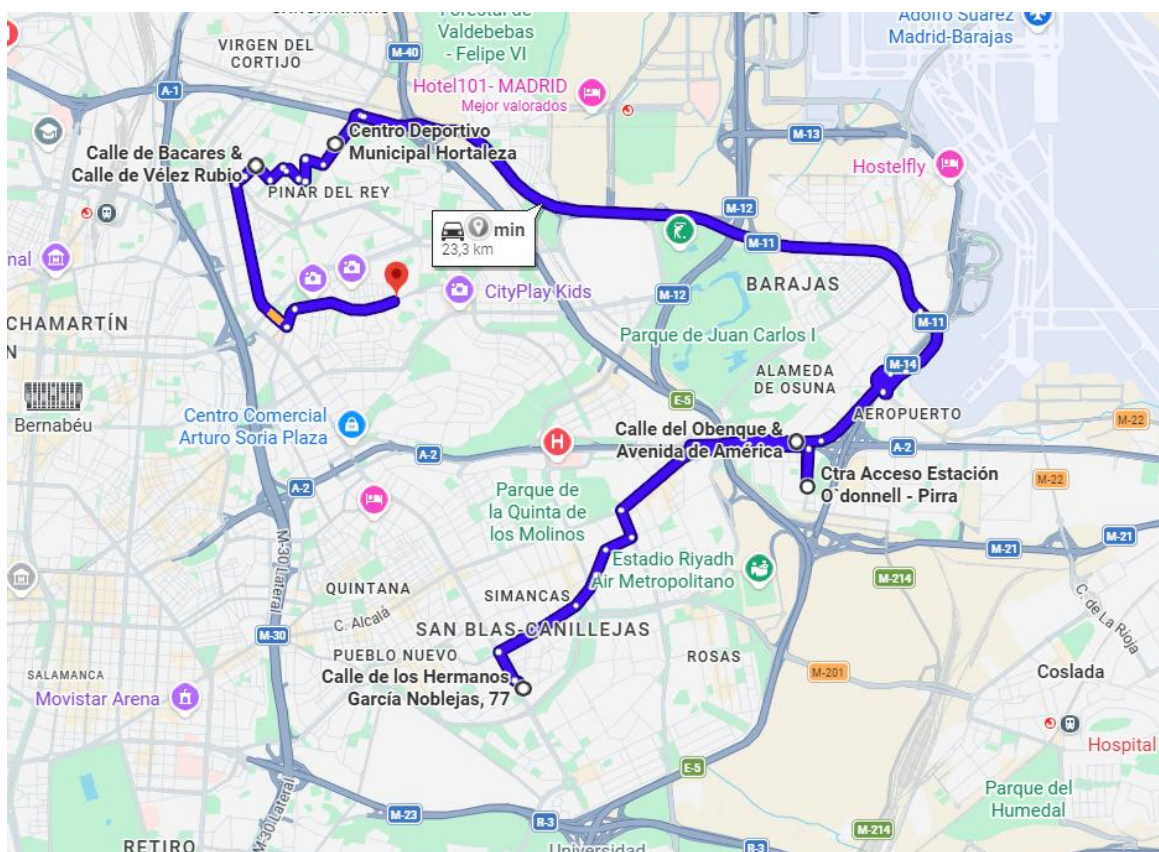 SANCHINARRO
Forestal de
Valdebebas
- Felipe VI
Adolfo Suárez
Madrid-Barajas
VIRGEN DEL
CORTIJO
M-40
A-1
Hotel101- MADRID
Mejor valorados
M-13
Centro Deportivo
Municipal Hortaleza
Calle de Bacares &
Calle de Vélez Rubio
PINAR DEL REY
Hostelfly
M-12
min
23,3 km
M-11
BARAJAS
CityPlay Kids
M-12
CHAMARTÍN
N
M-11
Parque de Juan Carlos I
ALAMEDA
DE OSUNA
M-14
E-5
AEROPUERTO
Bernabéu
Centro Comercial
Arturo Soria Plaza
Calle del Obenque &
Avenida de América
M-22
A-2
A-2
Ctra Acceso Estación
O`donnell - Pirra
M-22
A-2
Parque de
la Quinta de
los Molinos
M-30 Lateral
M-21
M-21
Estadio Riyadh
Air Metropolitano
M-214
QUINTANA
SIMANCAS
C. de La Rioja
C. Alcalá
SAN BLAS-CANILLEJAS
M-30
PUEBLO NUEVO
ROSAS
SALAMANCA
Calle de los Hermanos
García Noblejas, 77
M-201
Coslada
Movistar Arena
Hospital
E-5
M-30 Lateral
Parque del
Humedal
M-23
R-3
M-214
RETIRO
Universidad